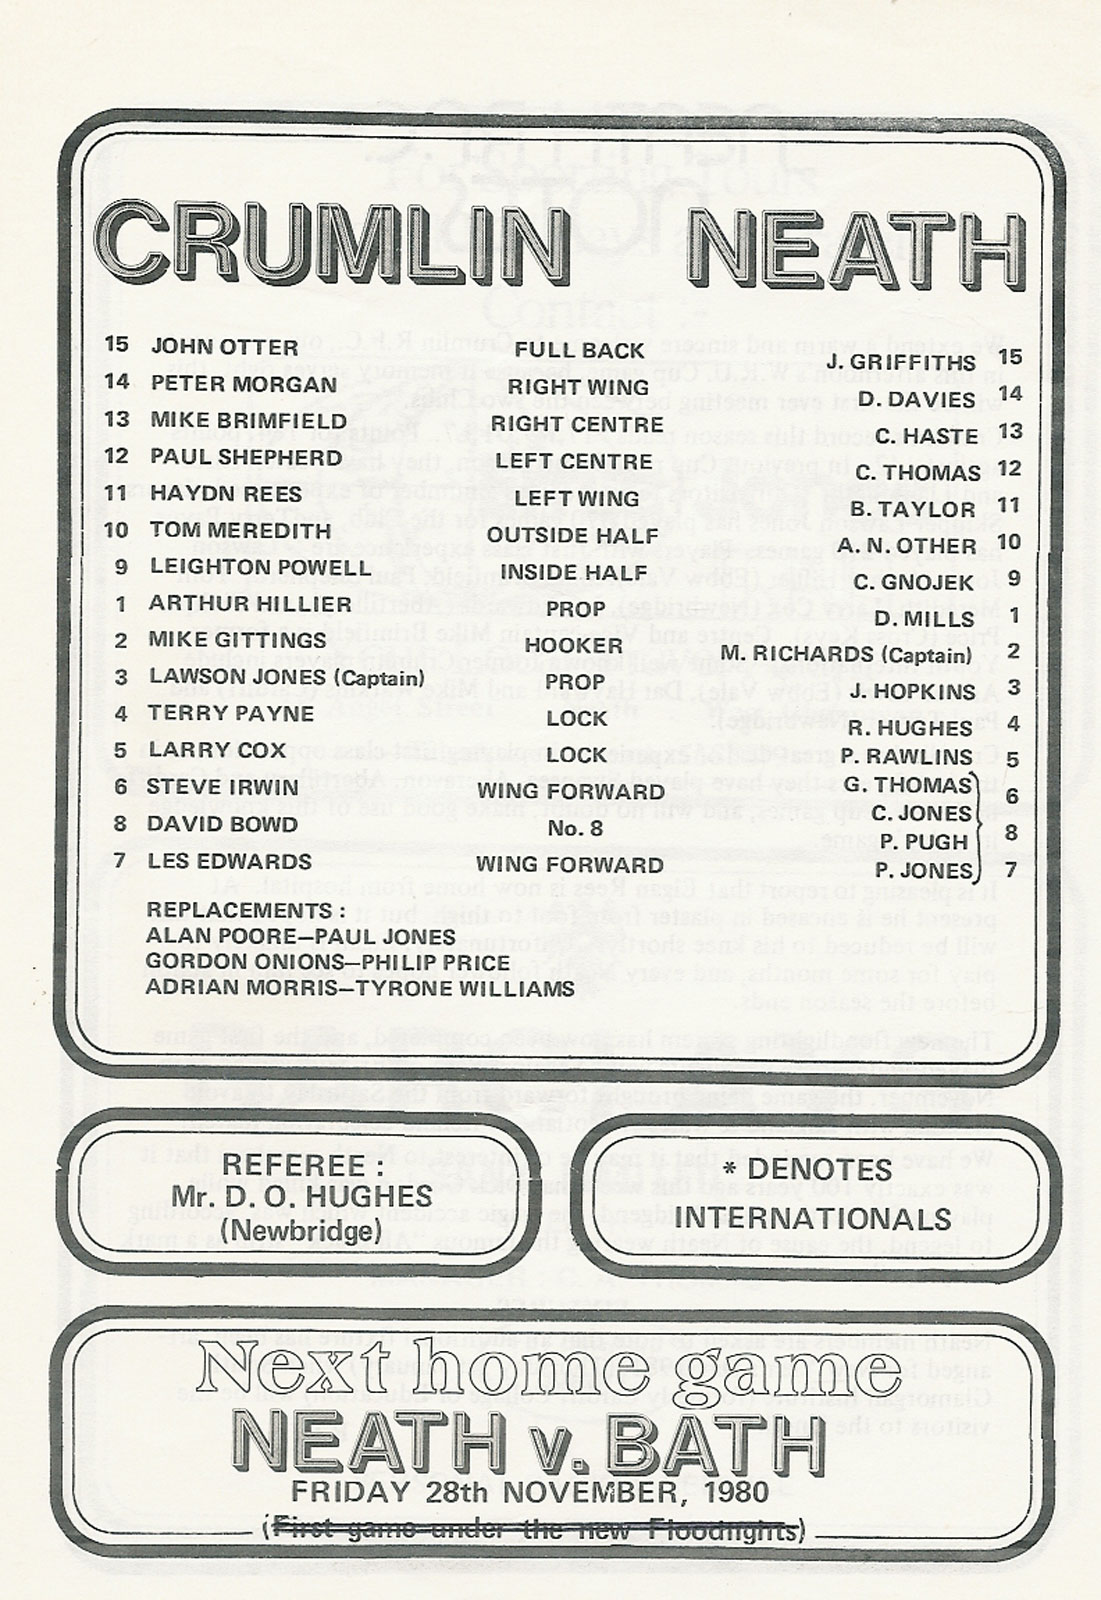 CRUMLIN NEATH
15 JOHN OTTER FULL BACK J. GRIFFITHS 15
14 PETER MORGAN RIGHT WING D. DAVIES 14
13 MIKE BRIMFIELD RIGHT CENTRE C. HASTE 13
12 PAUL SHEPHERD LEFT CENTRE C. THOMAS 12
11 HAYDN REES LEFT WING B. TAYLOR 11
10 TOM MEREDITH OUTSIDE HALF A. N. OTHER 10
9 LEIGHTON POWELL INSIDE HALF C. GNOJEK 9
1 ARTHUR HILLIER PROP D. MILLS 1
2 MIKE GITTINGS HOOKER M. RICHARDS (Captain) 2
3 LAWSON JONES (Captain) PROP J. HOPKINS 3
4 TERRY PAYNE LOCK R. HUGHES 4
5 LARRY COX LOCK P. RAWLINS 5
6 STEVE IRWIN WING FORWARD G. THOMAS 6
8 DAVID BOWD No. 8 C. JONES
P. PUGH 8
7 LES EDWARDS WING FORWARD P. JONES 7
REPLACEMENTS :
ALAN POORE—PAUL JONES
GORDON ONIONS—PHILIP PRICE
ADRIAN MORRIS—TYRONE WILLIAMS
REFEREE :
Mr. D. O. HUGHES
(Newbridge)
* DENOTES
INTERNATIONALS
Next home game
NEATH v. BATH
FRIDAY 28th NOVEMBER, 1980
(First game under the new Floodlights)